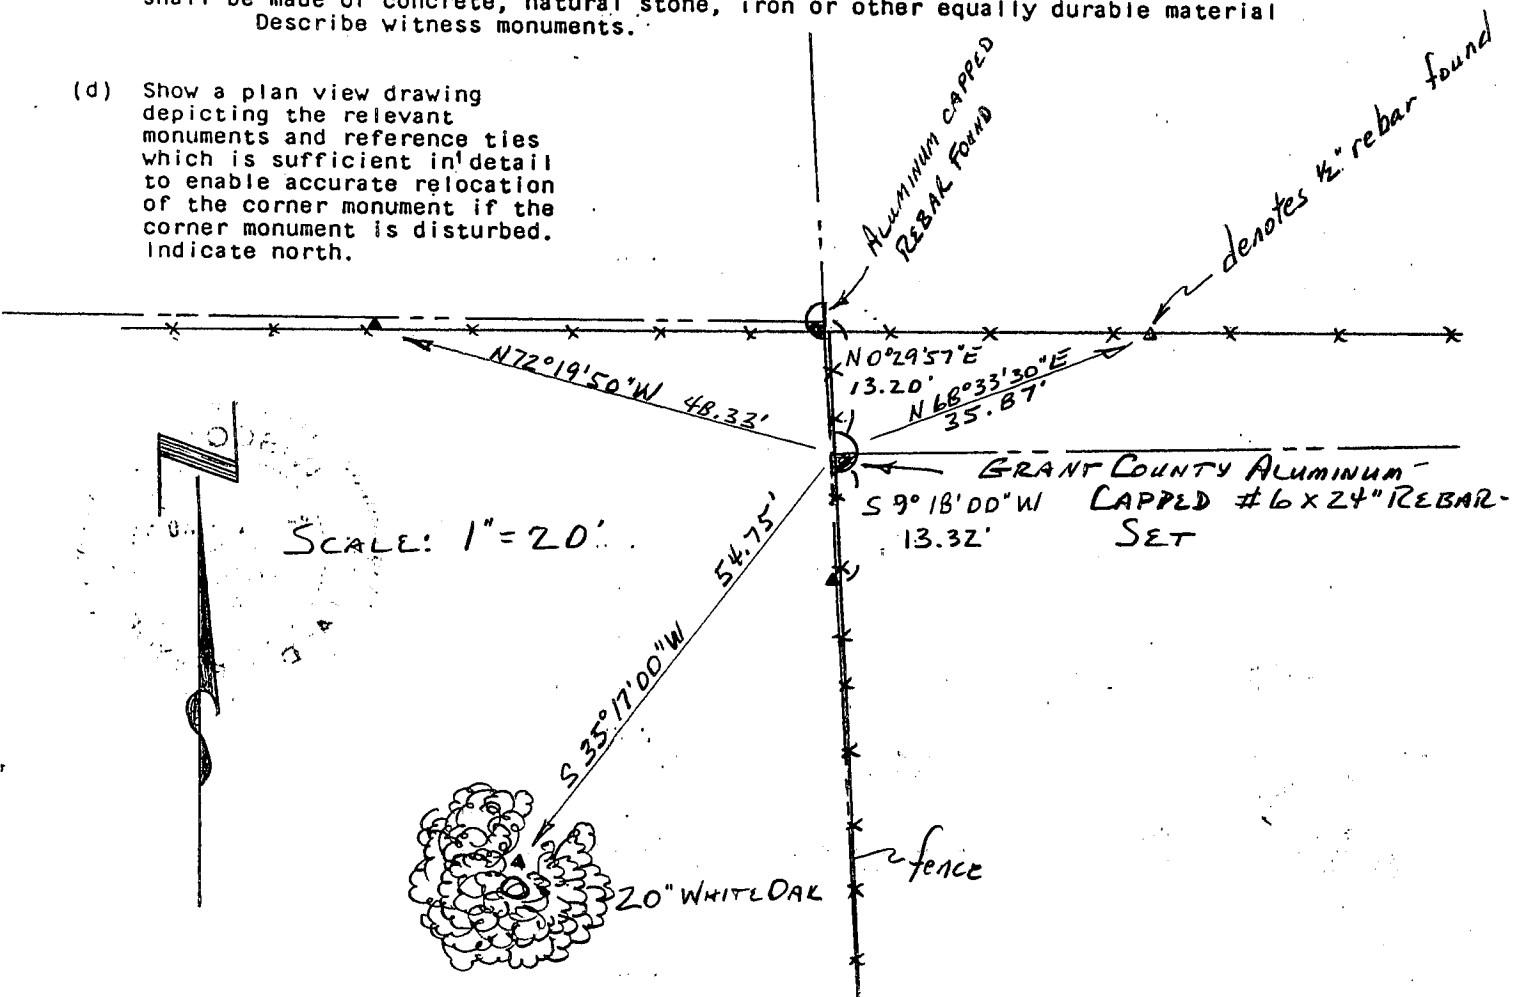 shall be made of concrete, natural stone, iron or other equally durable material
Describe witness monuments.
(d) Show a plan view drawing
depicting the relevant
monuments and reference ties
which is sufficient in detail
to enable accurate relocation
of the corner monument if the
corner monument is disturbed.
Indicate north.
ALUMINUM CAPPED
REBAR FOUND
denotes ½" rebar found
N72°19'50"W 48.33'
N0°29'57"E
13.20'
N68°33'30"E
35.87'
GRANT COUNTY ALUMINUM-
CAPPED #6 X 24" REBAR-
SET
S 9°18'00"W
13.32'
SCALE: 1"=20'
54.75'
S 35°17'00"W
fence
20" WHITE OAK